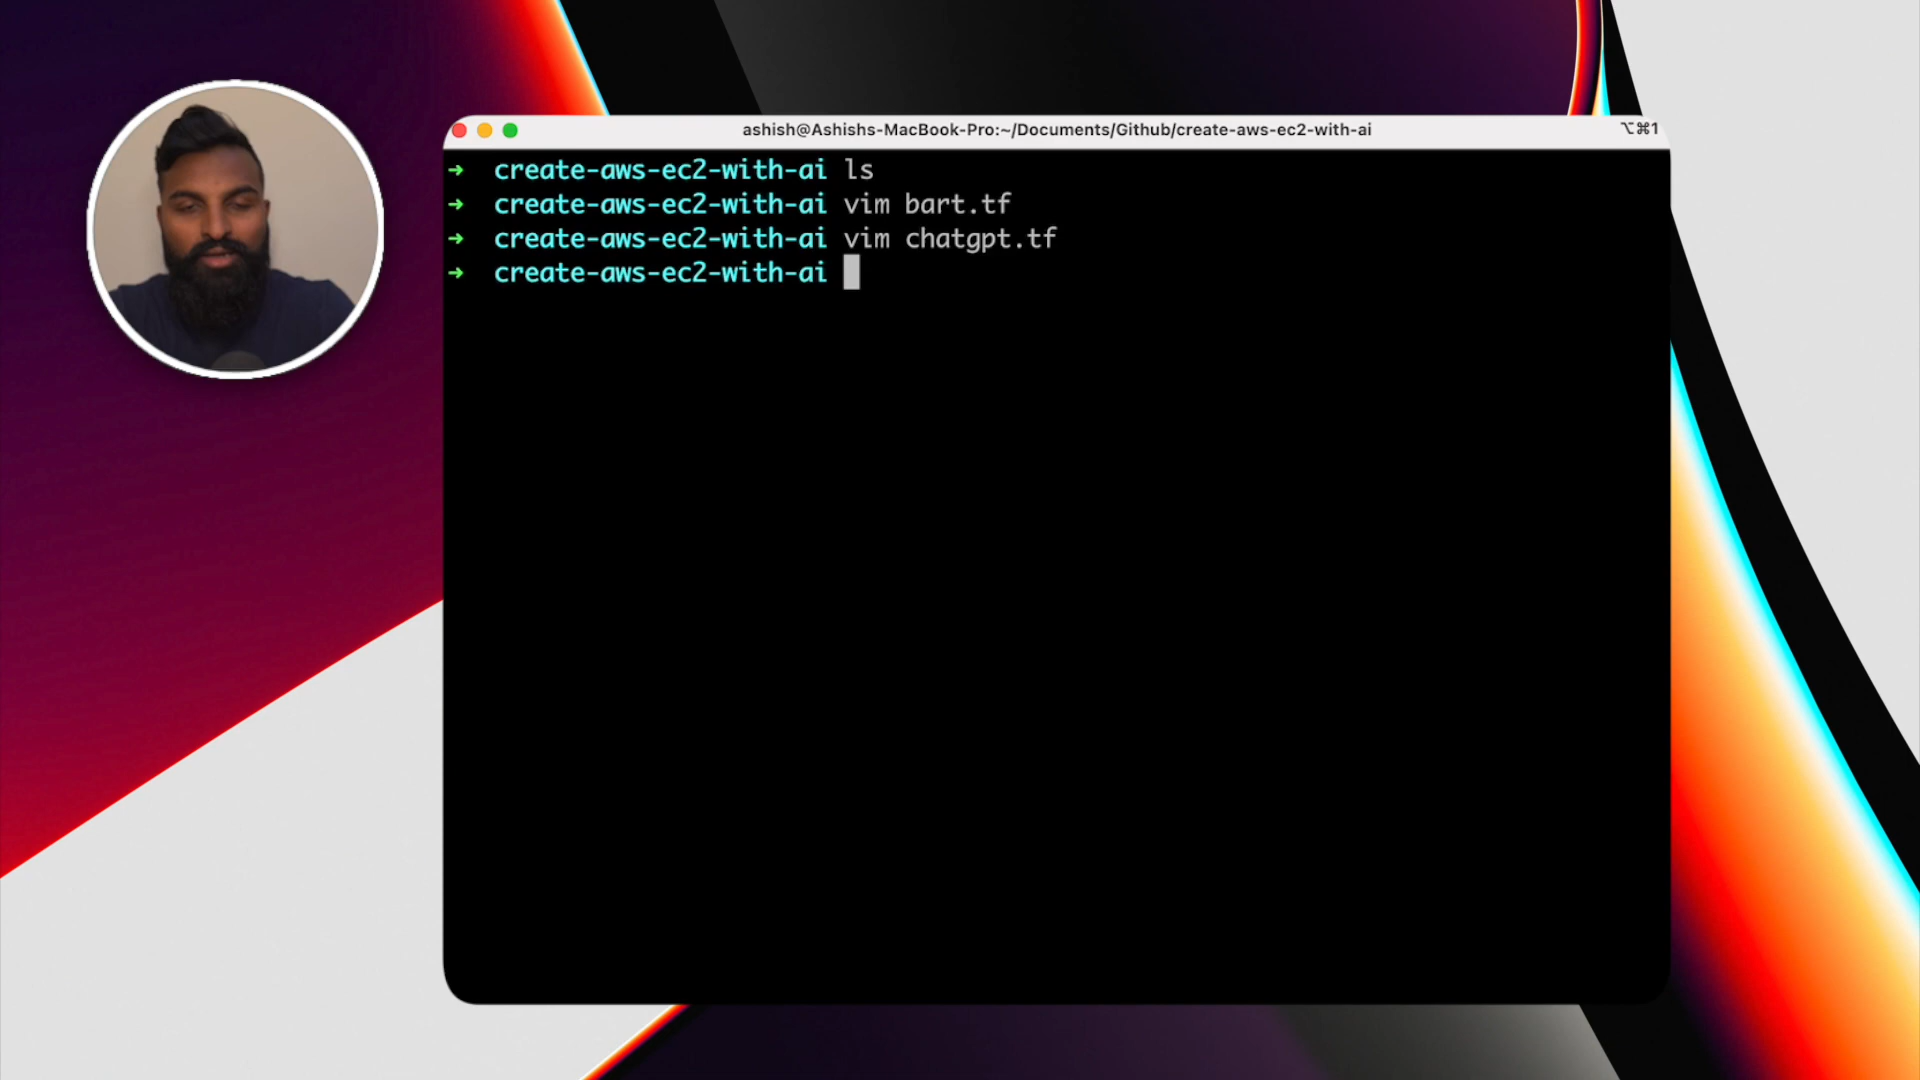 ashish@Ashishs-MacBook-Pro:~/Documents/Github/create-aws-ec2-with-ai ⌥⌘1
➜ create-aws-ec2-with-ai ls
➜ create-aws-ec2-with-ai vim bart.tf
➜ create-aws-ec2-with-ai vim chatgpt.tf
➜ create-aws-ec2-with-ai